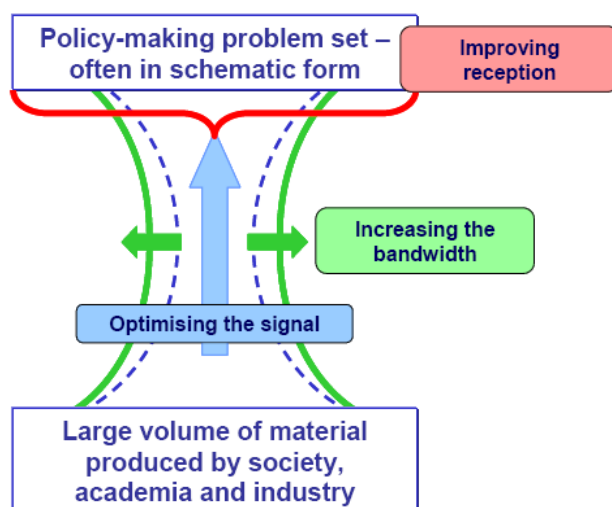 Policy-making problem set –
often in schematic form
Improving
reception
Increasing the
bandwidth
Optimising the signal
Large volume of material
produced by society,
academia and industry